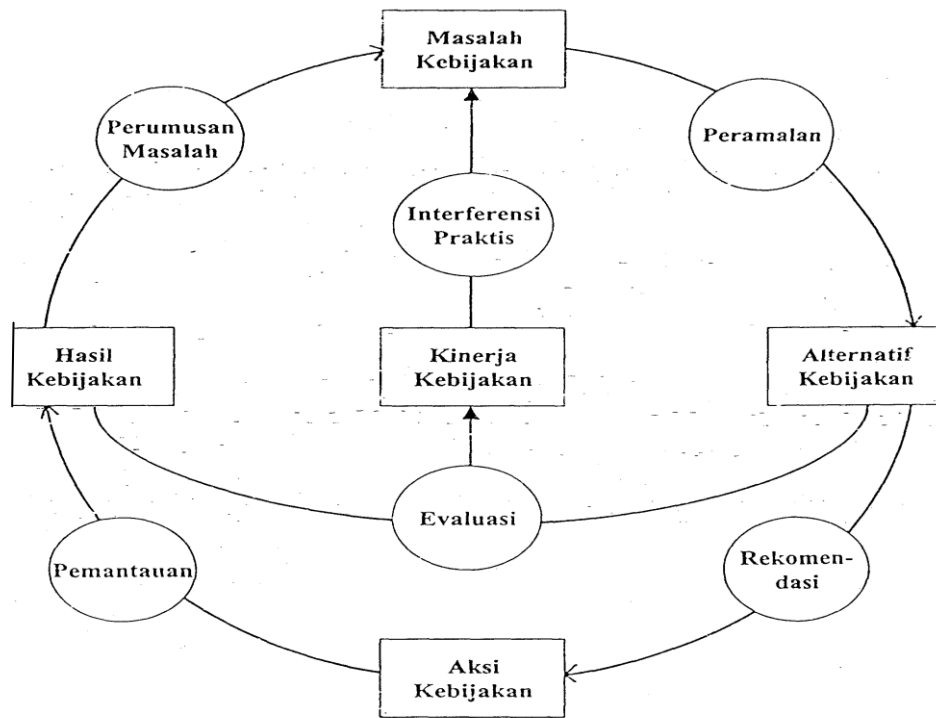 Masalah
Kebijakan
Perumusan
Masalah
Peramalan
Interferensi
Praktis
Hasil
Kebijakan
Kinerja
Kebijakan
Alternatif
Kebijakan
Evaluasi
Pemantauan
Rekomen-
dasi
Aksi
Kebijakan